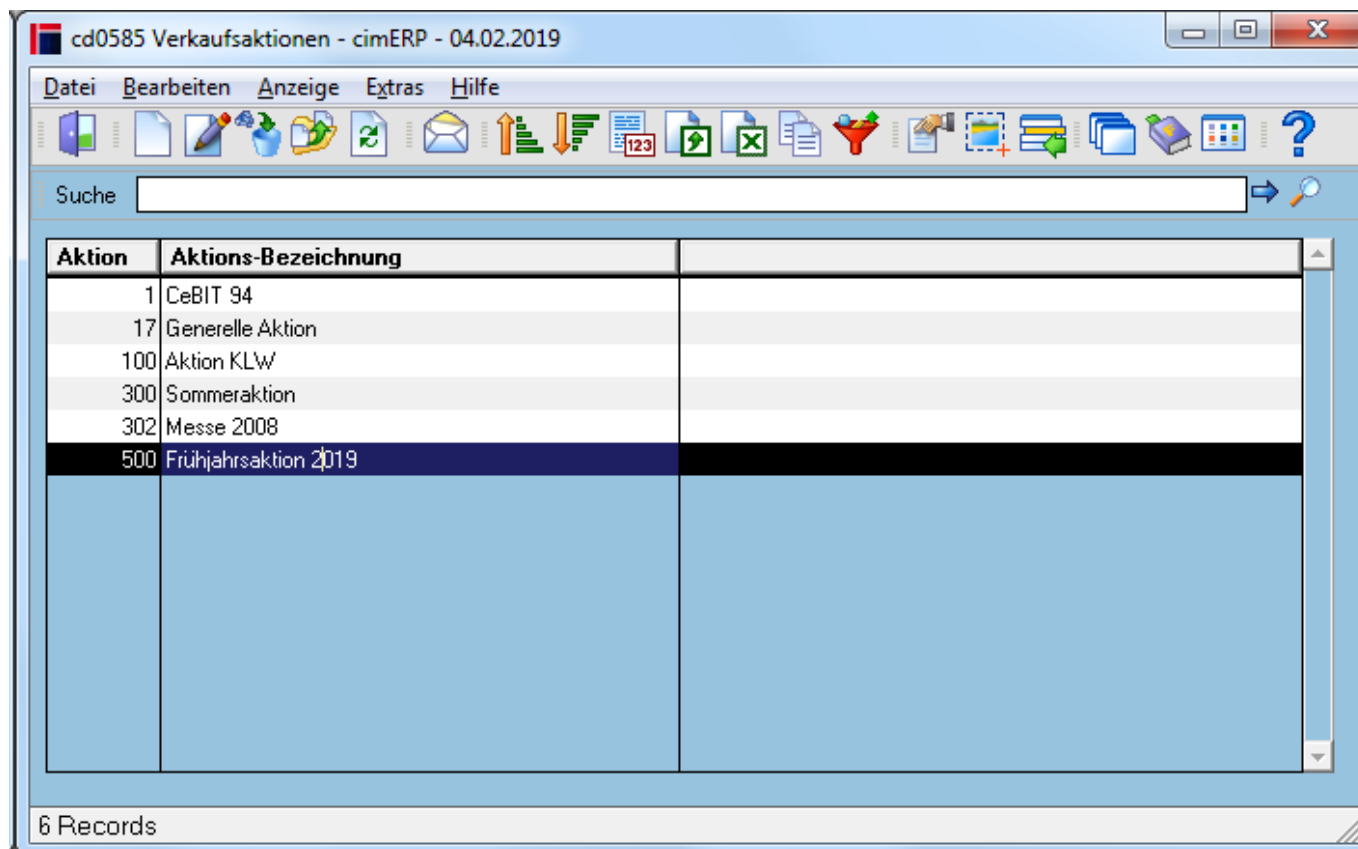 cd0585 Verkaufsaktionen - cimERP - 04.02.2019
Datei Bearbeiten Anzeige Extras Hilfe
123
Suche
Aktion Aktions-Bezeichnung
1 CeBIT 94
17 Generelle Aktion
100 Aktion KLW
300 Sommeraktion
302 Messe 2008
500 Frühjahrsaktion 2019
6 Records